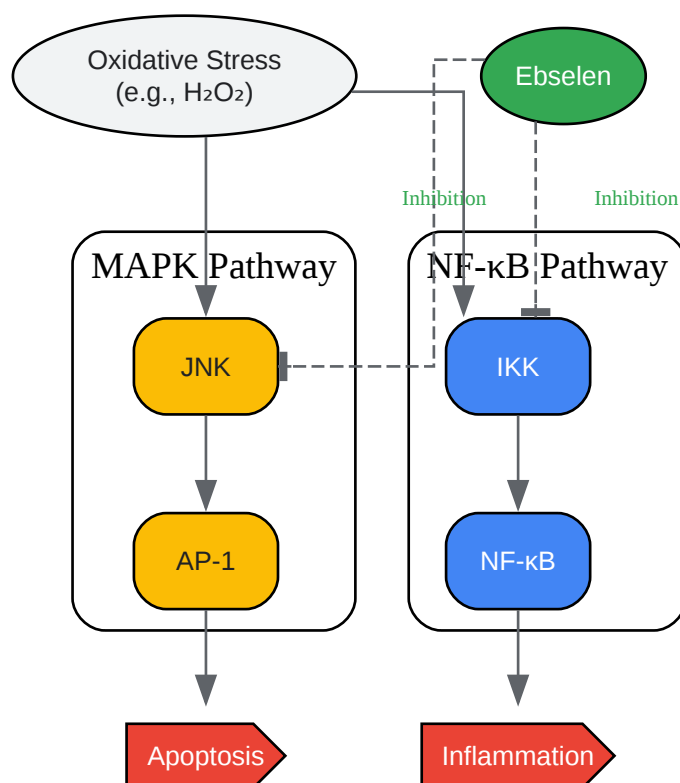 Oxidative Stress
(e.g., H₂O₂)
Ebselen
Inhibition
Inhibition
MAPK Pathway
NF-κB Pathway
JNK
IKK
AP-1
NF-κB
Apoptosis
Inflammation